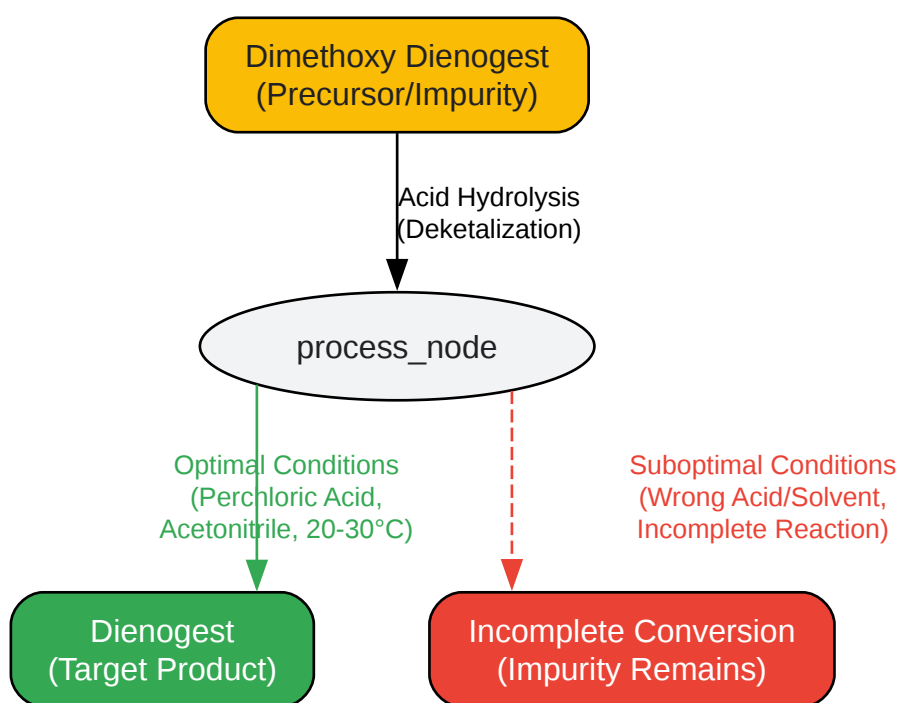 Dimethoxy Dienogest
(Precursor/Impurity)
Acid Hydrolysis
(Deketalization)
process_node
Optimal Conditions
(Perchloric Acid,
Acetonitrile, 20-30°C)
Suboptimal Conditions
(Wrong Acid/Solvent,
Incomplete Reaction)
Dienogest
(Target Product)
Incomplete Conversion
(Impurity Remains)